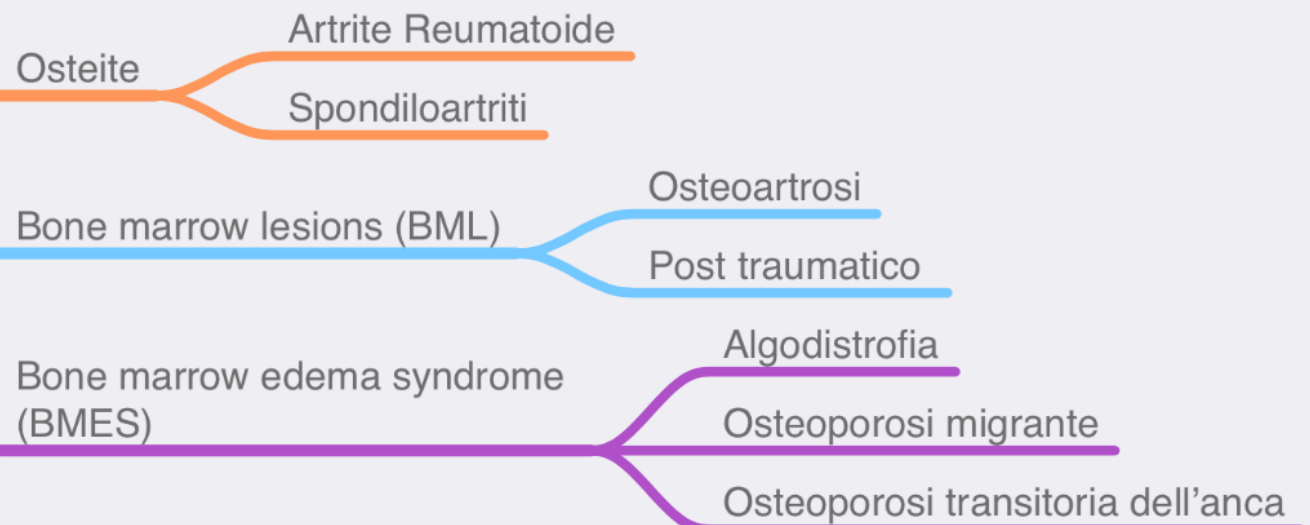 Artrite Reumatoide
Osteite
Spondiloartriti
Osteoartrosi
Bone marrow lesions (BML)
Post traumatico
Algodistrofia
Bone marrow edema syndrome
(BMES)
Osteoporosi migrante
Osteoporosi transitoria dell’anca